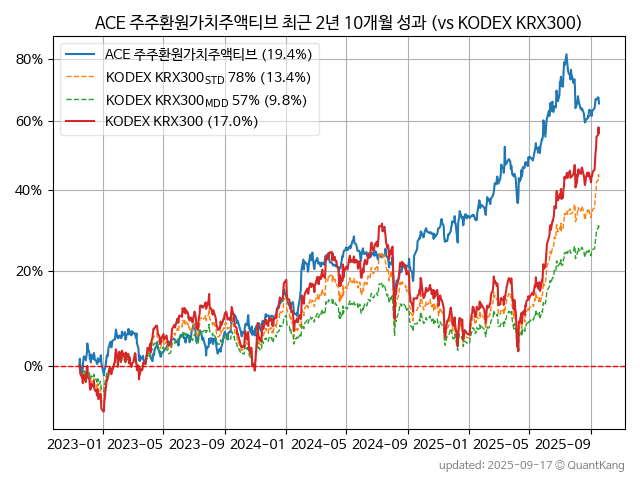 ACE 주주환원가치주액티브 최근 2년 10개월 성과 (vs KODEX KRX300)
ACE 주주환원가치주액티브 (19.4%)
KODEX KRX300STD 78% (13.4%)
KODEX KRX300MDD 57% (9.8%)
KODEX KRX300 (17.0%)
80%
60%
40%
20%
0%
2023-01 2023-05 2023-09 2024-01 2024-05 2024-09 2025-01 2025-05 2025-09
updated: 2025-09-17 © QuantKang